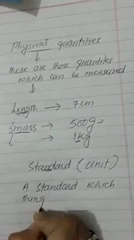 Physical quantities
↓
These are those quantities
which can be measured
↓
Length → 7cm
mass → 50g
→ 1kg
Standard (Unit)
A standard which
thing